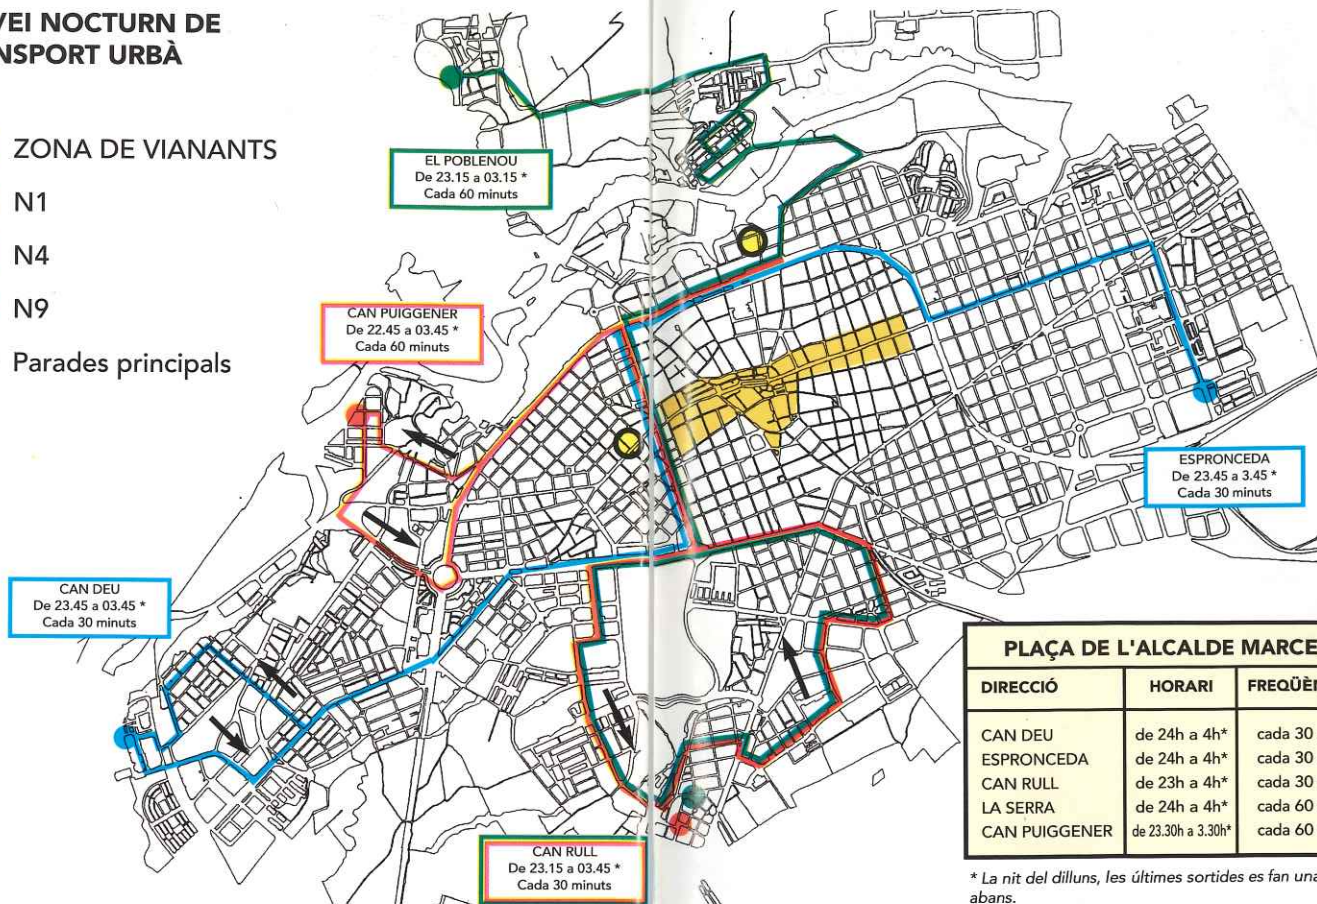 VEI NOCTURN DE
NSPORT URBÀ
ZONA DE VIANANTS
N1
N4
N9
Parades principals
EL POBLENOU
De 23.15 a 03.15 *
Cada 60 minuts
CAN PUIGGENER
De 22.45 a 03.45 *
Cada 60 minuts
ESPRONCEDA
De 23.45 a 3.45 *
Cada 30 minuts
CAN DEU
De 23.45 a 03.45 *
Cada 30 minuts
CAN RULL
De 23.15 a 03.45 *
Cada 30 minuts
PLAÇA DE L'ALCALDE MARCE
DIRECCIÓ HORARI FREQÜÈN
CAN DEU de 24h a 4h* cada 30
ESPRONCEDA de 24h a 4h* cada 30
CAN RULL de 23h a 4h* cada 30
LA SERRA de 24h a 4h* cada 60
CAN PUIGGENER de 23.30h a 3.30h* cada 60
* La nit del dilluns, les últimes sortides es fan una
abans.